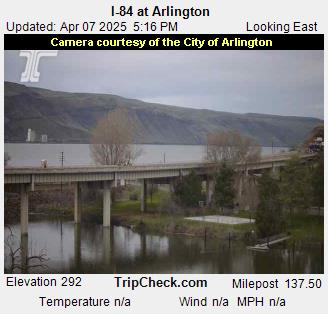 I-84 at Arlington
Updated: Apr 07 2025 5:16 PM Looking East
Camera courtesy of the City of Arlington
Elevation 292 TripCheck.com Milepost 137.50
Temperature n/a Wind n/a MPH n/a